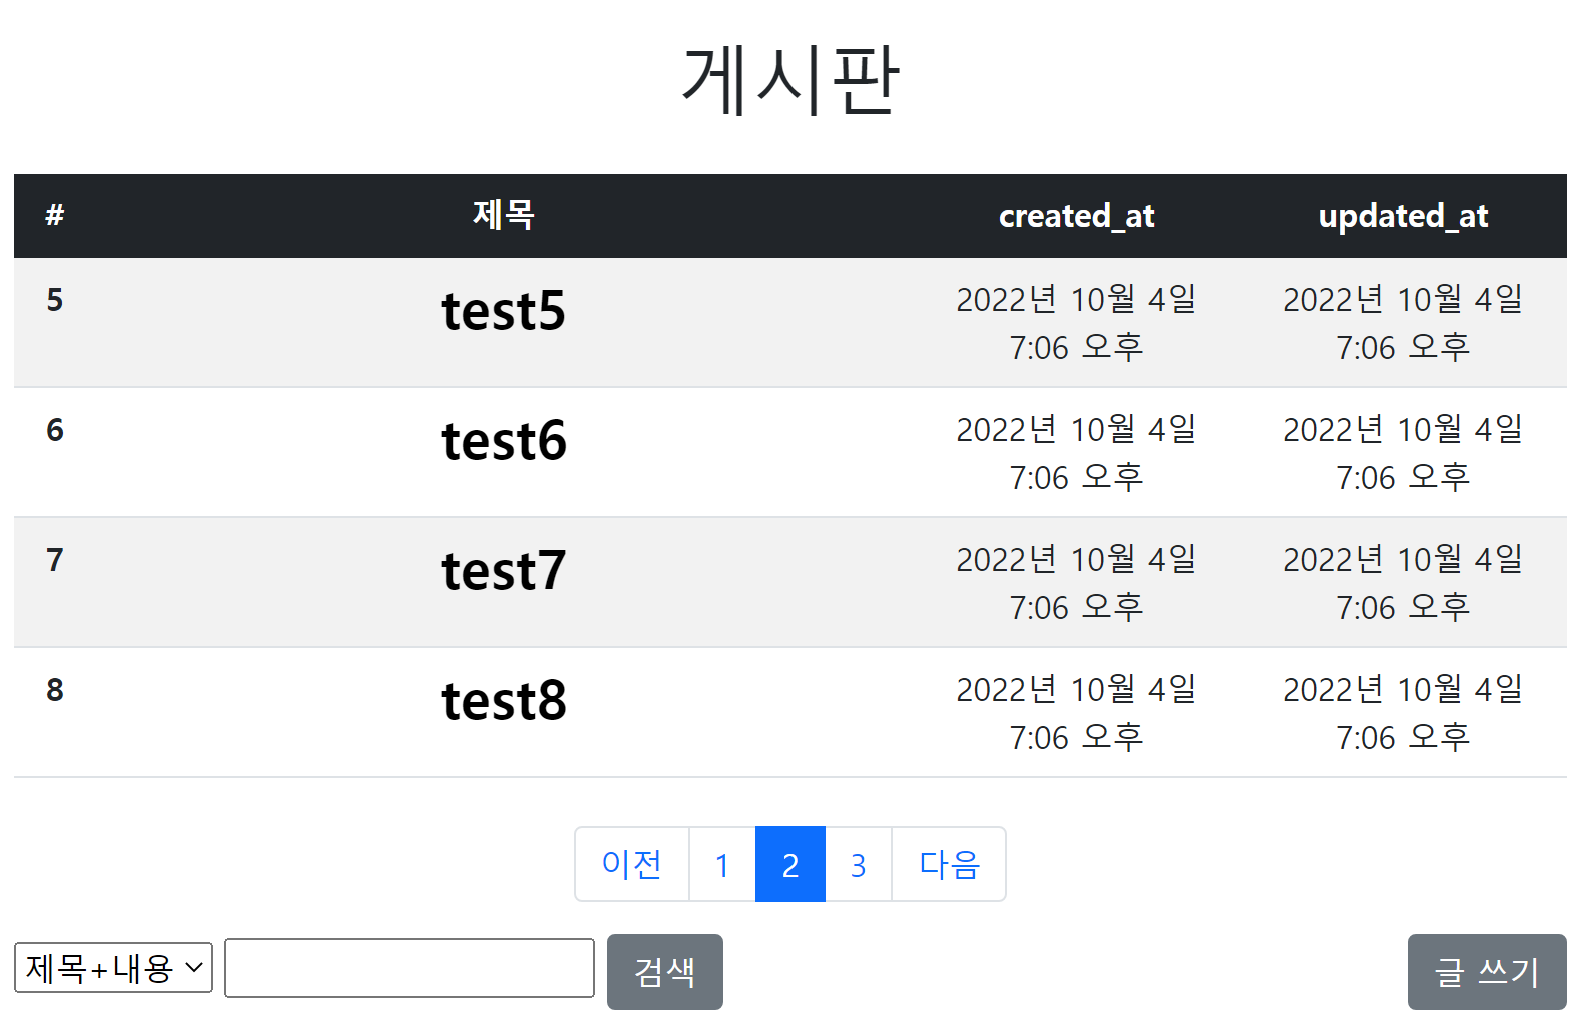 게시판
# 제목 created_at updated_at
5 test5 2022년 10월 4일 2022년 10월 4일
7:06 오후 7:06 오후
6 test6 2022년 10월 4일 2022년 10월 4일
7:06 오후 7:06 오후
7 test7 2022년 10월 4일 2022년 10월 4일
7:06 오후 7:06 오후
8 test8 2022년 10월 4일 2022년 10월 4일
7:06 오후 7:06 오후
이전 1 2 3 다음
제목+내용 검색 글 쓰기